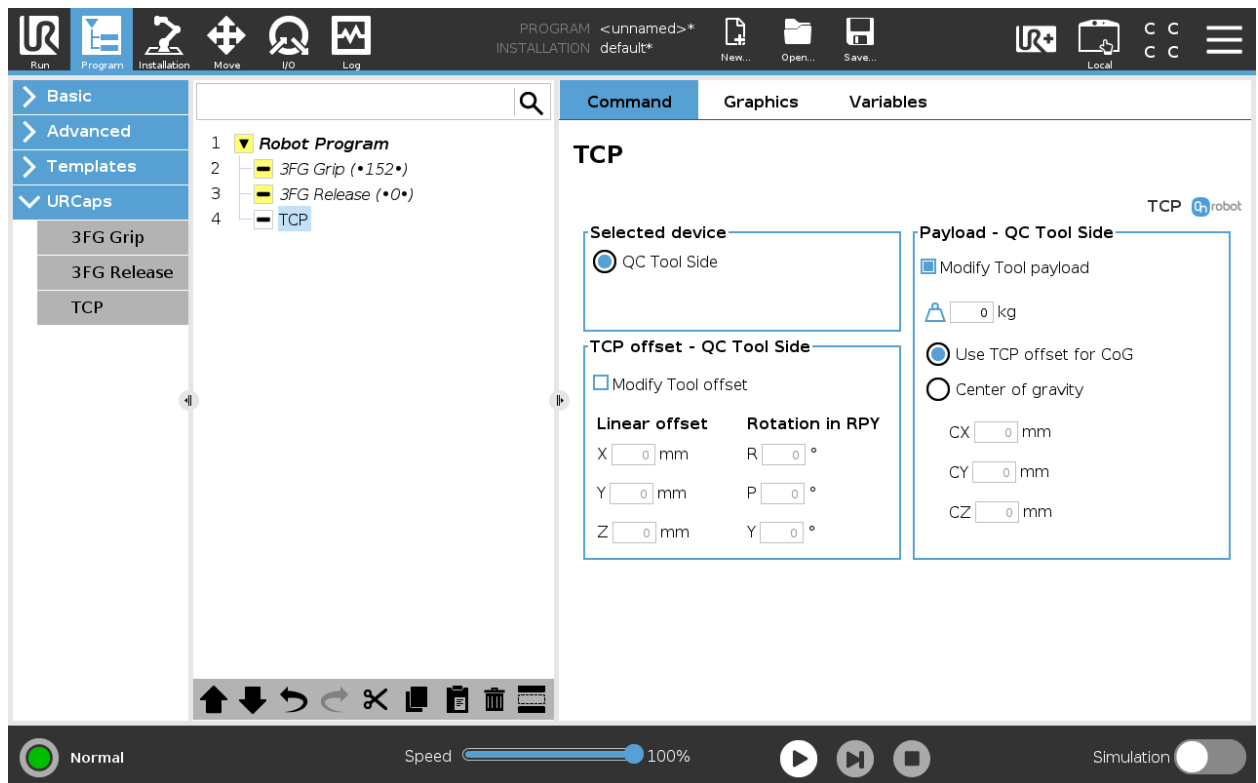 PROGRAM <unnamed>*
INSTALLATION default*
Run
Program
Installation
Move
I/O
Log
New...
Open...
Save...
UR+
Local
C C
C C
Basic
Advanced
Templates
URCaps
3FG Grip
3FG Release
TCP
1 Robot Program
2 3FG Grip (•152•)
3 3FG Release (•0•)
4 TCP
Command Graphics Variables
TCP
TCP OnRobot
Selected device
QC Tool Side
TCP offset - QC Tool Side
Modify Tool offset
Linear offset Rotation in RPY
X 0 mm R 0 °
Y 0 mm P 0 °
Z 0 mm Y 0 °
Payload - QC Tool Side
Modify Tool payload
0 kg
Use TCP offset for CoG
Center of gravity
CX 0 mm
CY 0 mm
CZ 0 mm
Normal
Speed 100%
Simulation